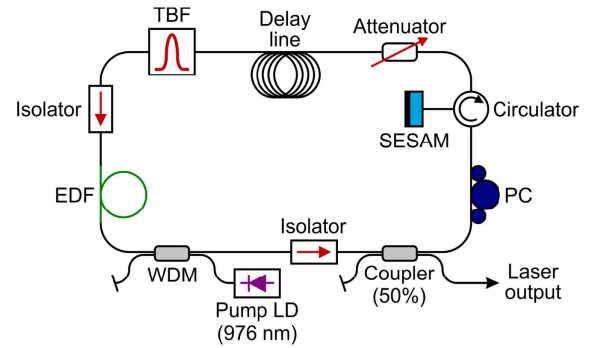 TBF
Delay
line
Attenuator
Isolator
Circulator
SESAM
EDF
PC
Isolator
WDM
Coupler
(50%)
Laser
output
Pump LD
(976 nm)